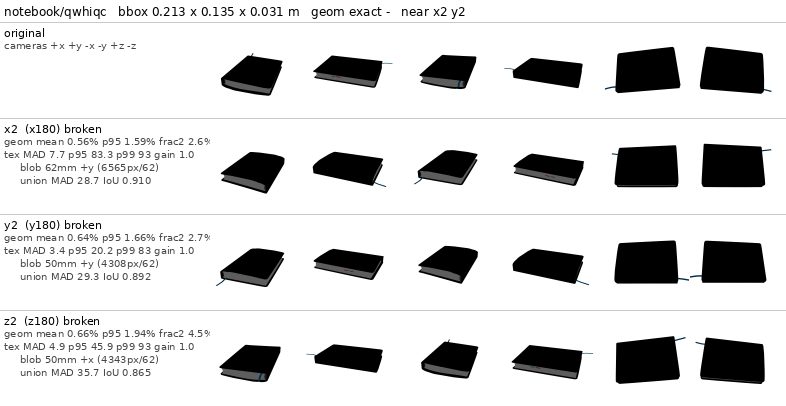 notebook/qwhiqc bbox 0.213 x 0.135 x 0.031 m geom exact - near x2 y2
original
cameras +x +y -x -y +z -z
x2 (x180) broken
geom mean 0.56% p95 1.59% frac2 2.6%
tex MAD 7.7 p95 83.3 p99 93 gain 1.0
blob 62mm +y (6565px/62)
union MAD 28.7 IoU 0.910
y2 (y180) broken
geom mean 0.64% p95 1.66% frac2 2.7%
tex MAD 3.4 p95 20.2 p99 83 gain 1.0
blob 50mm +y (4308px/62)
union MAD 29.3 IoU 0.892
z2 (z180) broken
geom mean 0.66% p95 1.94% frac2 4.5%
tex MAD 4.9 p95 45.9 p99 93 gain 1.0
blob 50mm +x (4343px/62)
union MAD 35.7 IoU 0.865